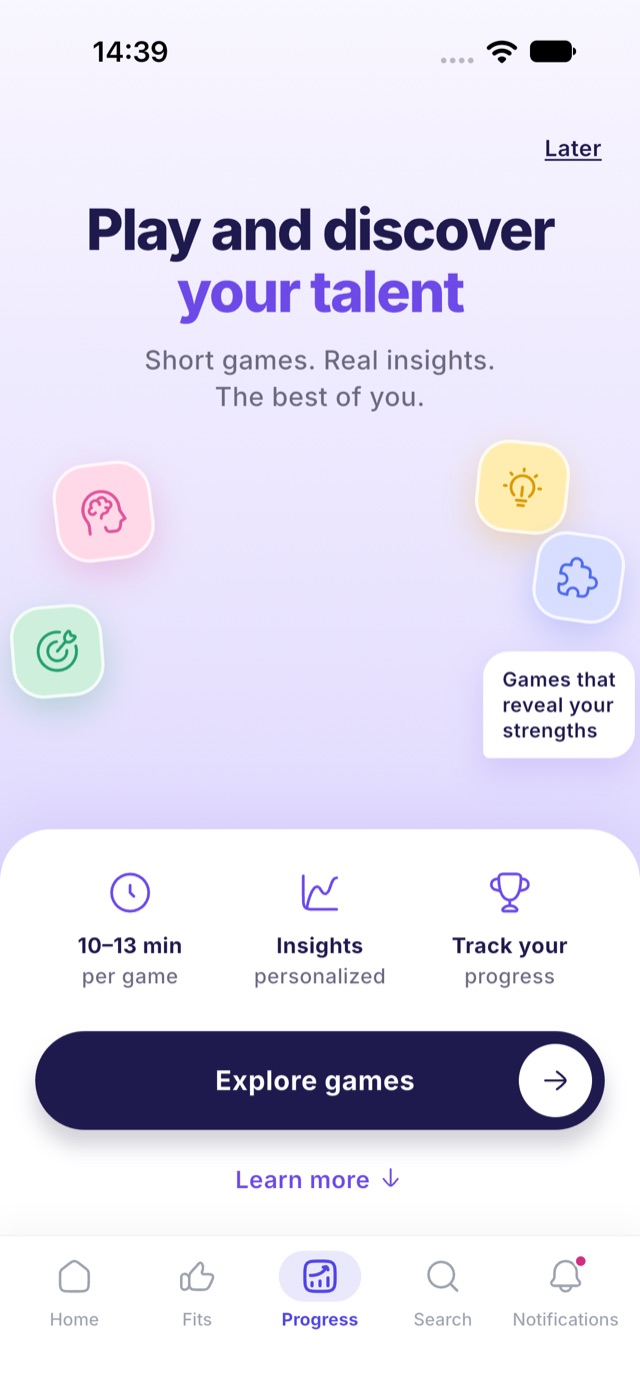 14:39
Later
Play and discover
your talent
Short games. Real insights.
The best of you.
Games that
reveal your
strengths
10–13 min
per game
Insights
personalized
Track your
progress
Explore games
Learn more ↓
Home
Fits
Progress
Search
Notifications